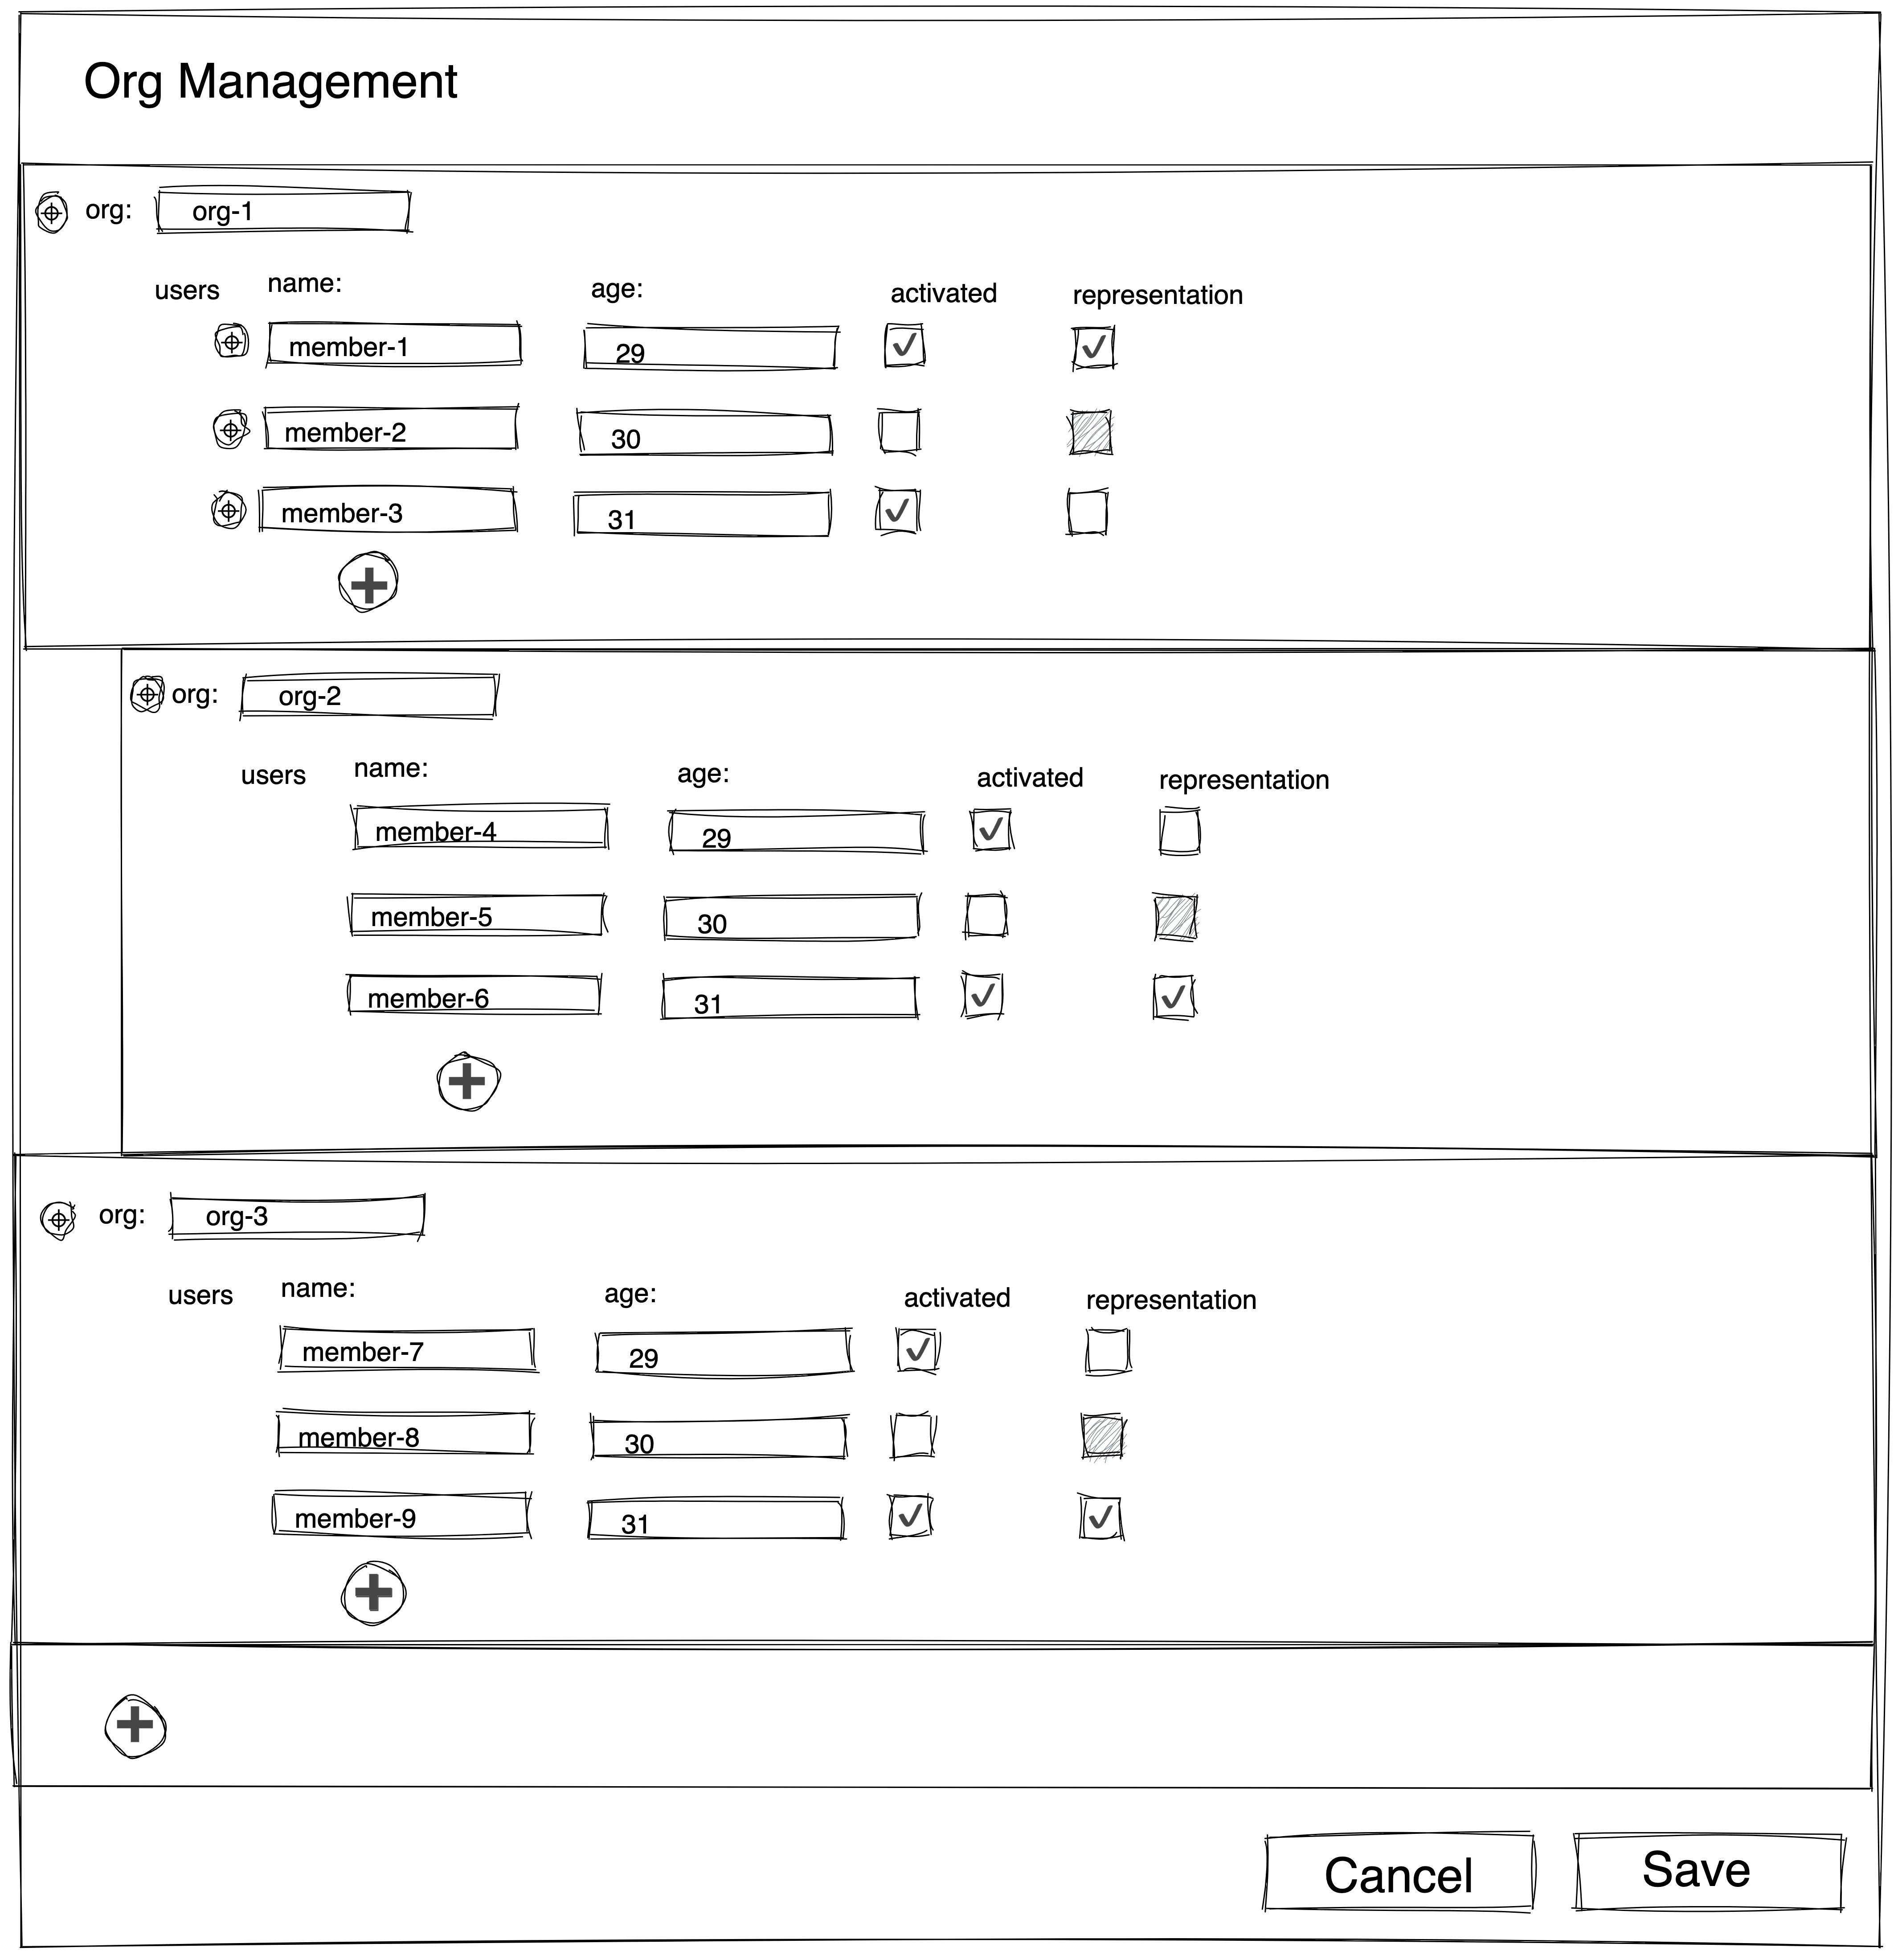 Org Management
org: org-1
users name: age: activated representation
member-1 29
member-2 30
member-3 31
org: org-2
users name: age: activated representation
member-4 29
member-5 30
member-6 31
org: org-3
users name: age: activated representation
member-7 29
member-8 30
member-9 31
Cancel Save